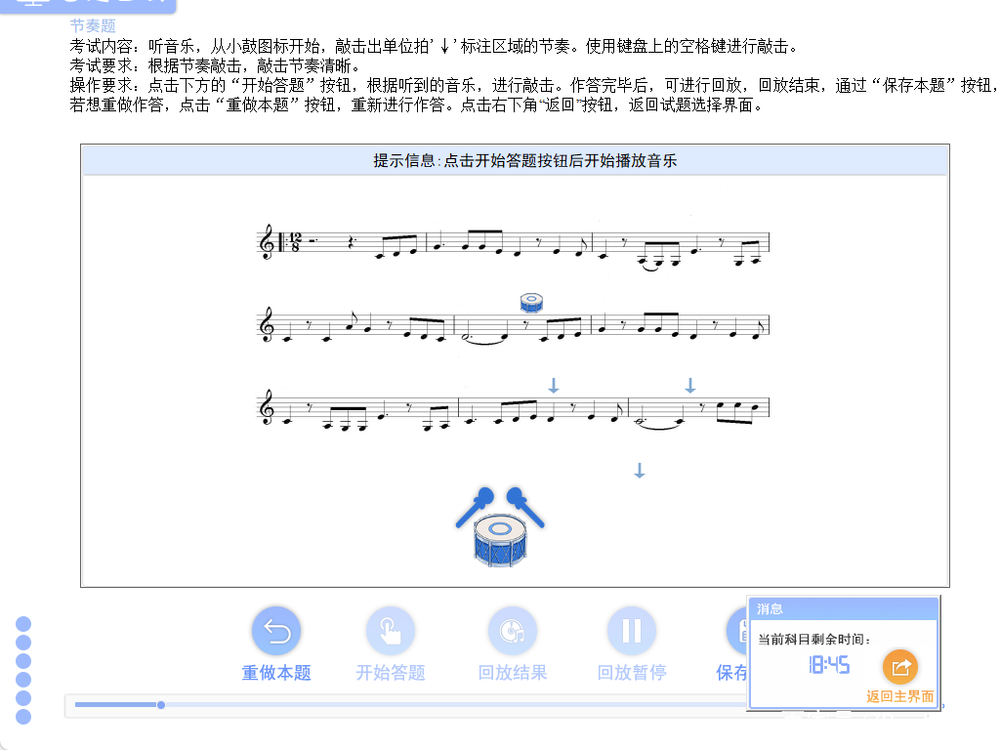 节奏题
考试内容：听音乐，从小鼓图标开始，敲击出单位拍'↓'标注区域的节奏。使用键盘上的空格键进行敲击。
考试要求：根据节奏敲击，敲击节奏清晰。
操作要求：点击下方的“开始答题”按钮，根据听到的音乐，进行敲击。作答完毕后，可进行回放，回放结束，通过“保存本题”按钮，
若想重做作答，点击“重做本题”按钮，重新进行作答。点击右下角“返回”按钮，返回试题选择界面。
提示信息:点击开始答题按钮后开始播放音乐
12
8
重做本题
开始答题
回放结果
回放暂停
保存
消息
当前科目剩余时间：
18:45
返回主界面